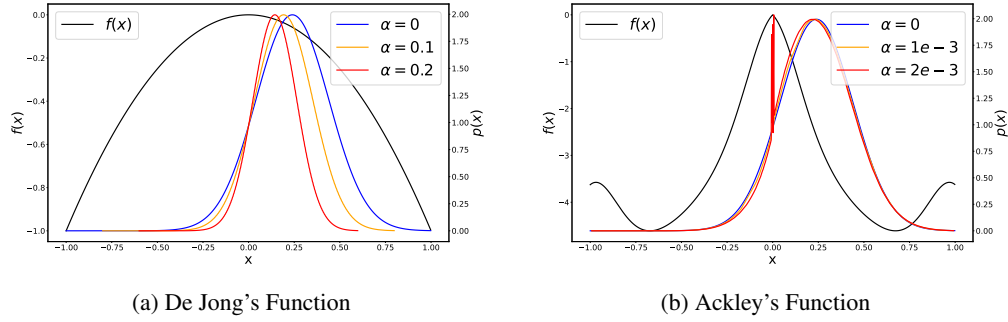 f(x)
α = 0
α = 0.1
α = 0.2
0.0
−0.2
−0.4
−0.6
−0.8
−1.0
f(x)
2.00
1.75
1.50
1.25
1.00
0.75
0.50
0.25
0.00
p(x)
−1.00 −0.75 −0.50 −0.25 0.00 0.25 0.50 0.75 1.00
x
(a) De Jong's Function
f(x)
α = 0
α = 1e − 3
α = 2e − 3
0
−1
−2
−3
−4
f(x)
2.00
1.75
1.50
1.25
1.00
0.75
0.50
0.25
0.00
p(x)
−1.00 −0.75 −0.50 −0.25 0.00 0.25 0.50 0.75 1.00
x
(b) Ackley's Function